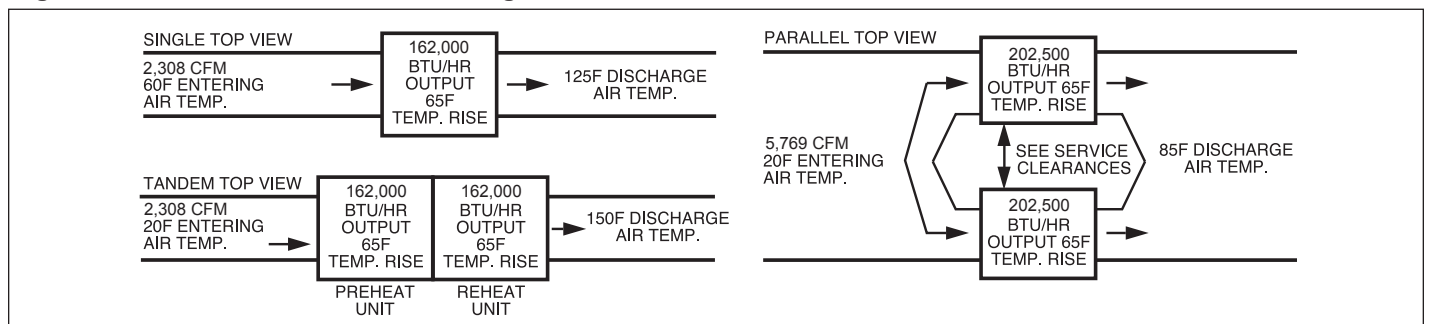 SINGLE TOP VIEW
2,308 CFM
60F ENTERING
AIR TEMP.
162,000
BTU/HR
OUTPUT
65F
TEMP. RISE
125F DISCHARGE
AIR TEMP.
TANDEM TOP VIEW
2,308 CFM
20F ENTERING
AIR TEMP.
162,000
BTU/HR
OUTPUT
65F
TEMP. RISE
PREHEAT
UNIT
162,000
BTU/HR
OUTPUT
65F
TEMP. RISE
REHEAT
UNIT
150F DISCHARGE
AIR TEMP.
PARALLEL TOP VIEW
5,769 CFM
20F ENTERING
AIR TEMP.
202,500
BTU/HR
OUTPUT 65F
TEMP. RISE
SEE SERVICE
CLEARANCES
202,500
BTU/HR
OUTPUT 65F
TEMP. RISE
85F DISCHARGE
AIR TEMP.